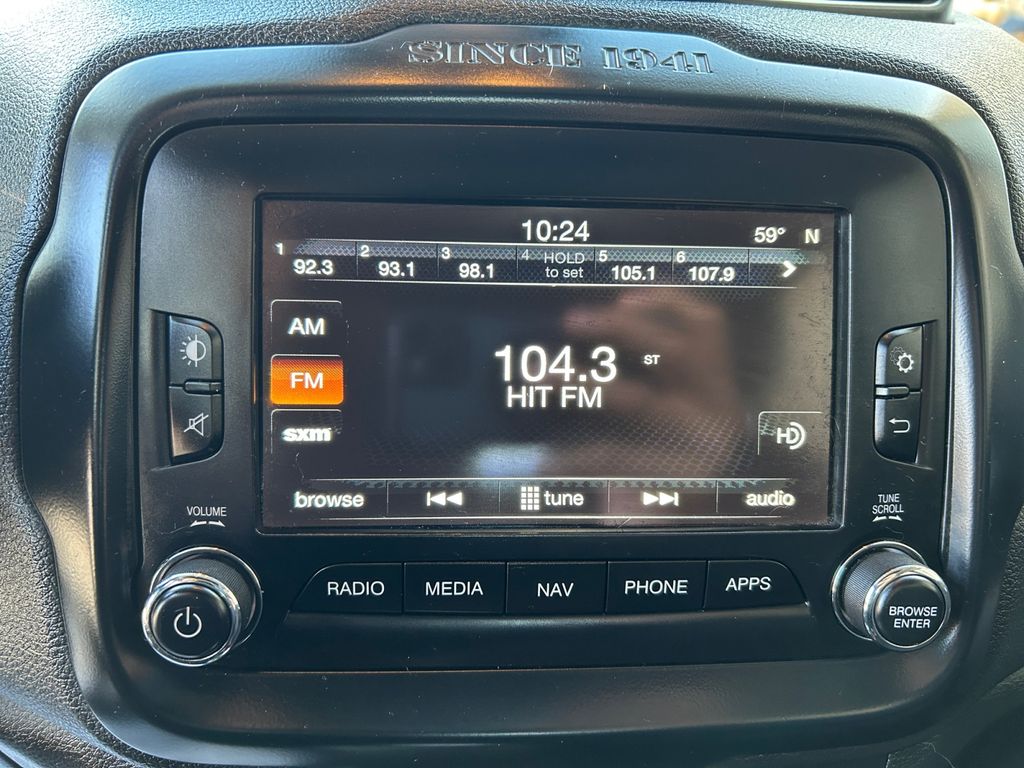 SINCE 1941
10:24
59° N
1 92.3 2 93.1 3 98.1 4 HOLD to set 5 105.1 6 107.9
AM
FM
sxm
104.3 ST
HIT FM
HD
browse tune audio
VOLUME
TUNE
SCROLL
RADIO MEDIA NAV PHONE APPS
BROWSE
ENTER